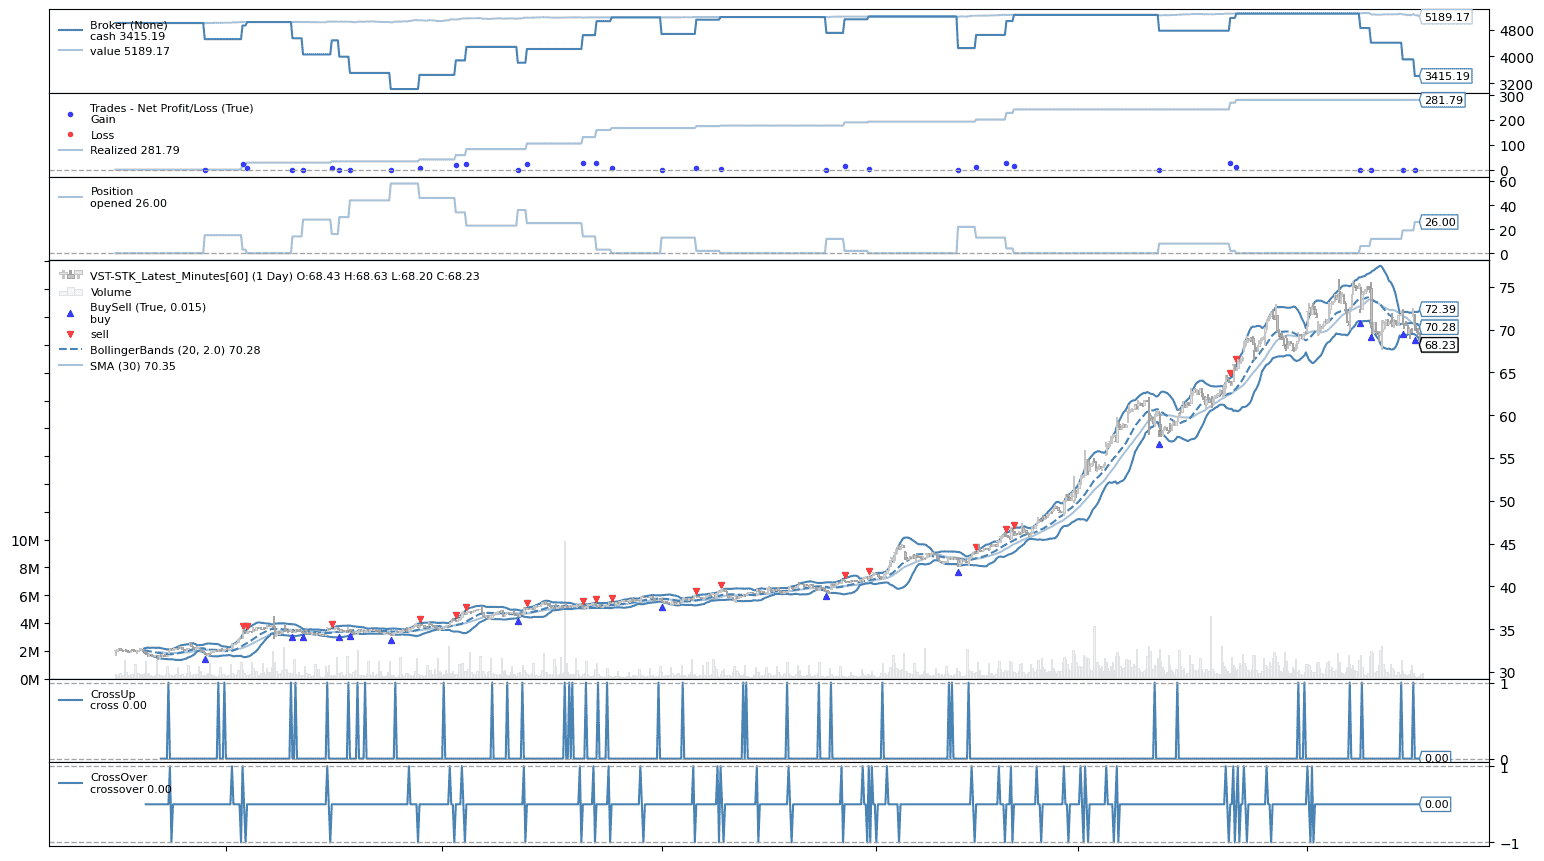 Broker (None)
cash 3415.19
value 5189.17
5189.17
4800
4000
3415.19
3200
Trades - Net Profit/Loss (True)
Gain
Loss
Realized 281.79
300
281.79
200
100
0
Position
opened 26.00
60
40
26.00
20
0
VST-STK_Latest_Minutes[60] (1 Day) O:68.43 H:68.63 L:68.20 C:68.23
Volume
BuySell (True, 0.015)
buy
sell
BollingerBands (20, 2.0) 70.28
SMA (30) 70.35
75
72.39
70
70.28
68.23
65
60
55
50
45
40
35
30
10M
8M
6M
4M
2M
0M
CrossUp
cross 0.00
1
0.00
0
CrossOver
crossover 0.00
1
0.00
−1